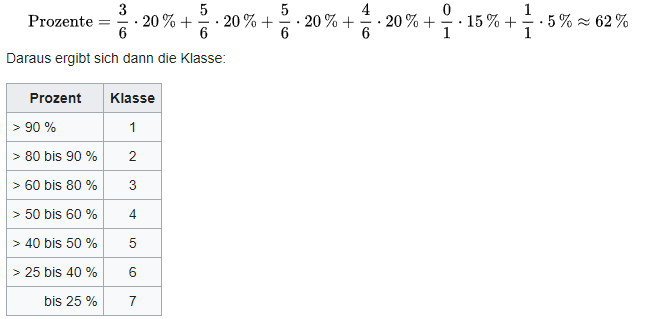 Prozente = 3/6 · 20 % + 5/6 · 20 % + 5/6 · 20 % + 4/6 · 20 % + 0/1 · 15 % + 1/1 · 5 % ≈ 62 %
Daraus ergibt sich dann die Klasse:
Prozent Klasse
> 90 % 1
> 80 bis 90 % 2
> 60 bis 80 % 3
> 50 bis 60 % 4
> 40 bis 50 % 5
> 25 bis 40 % 6
bis 25 % 7